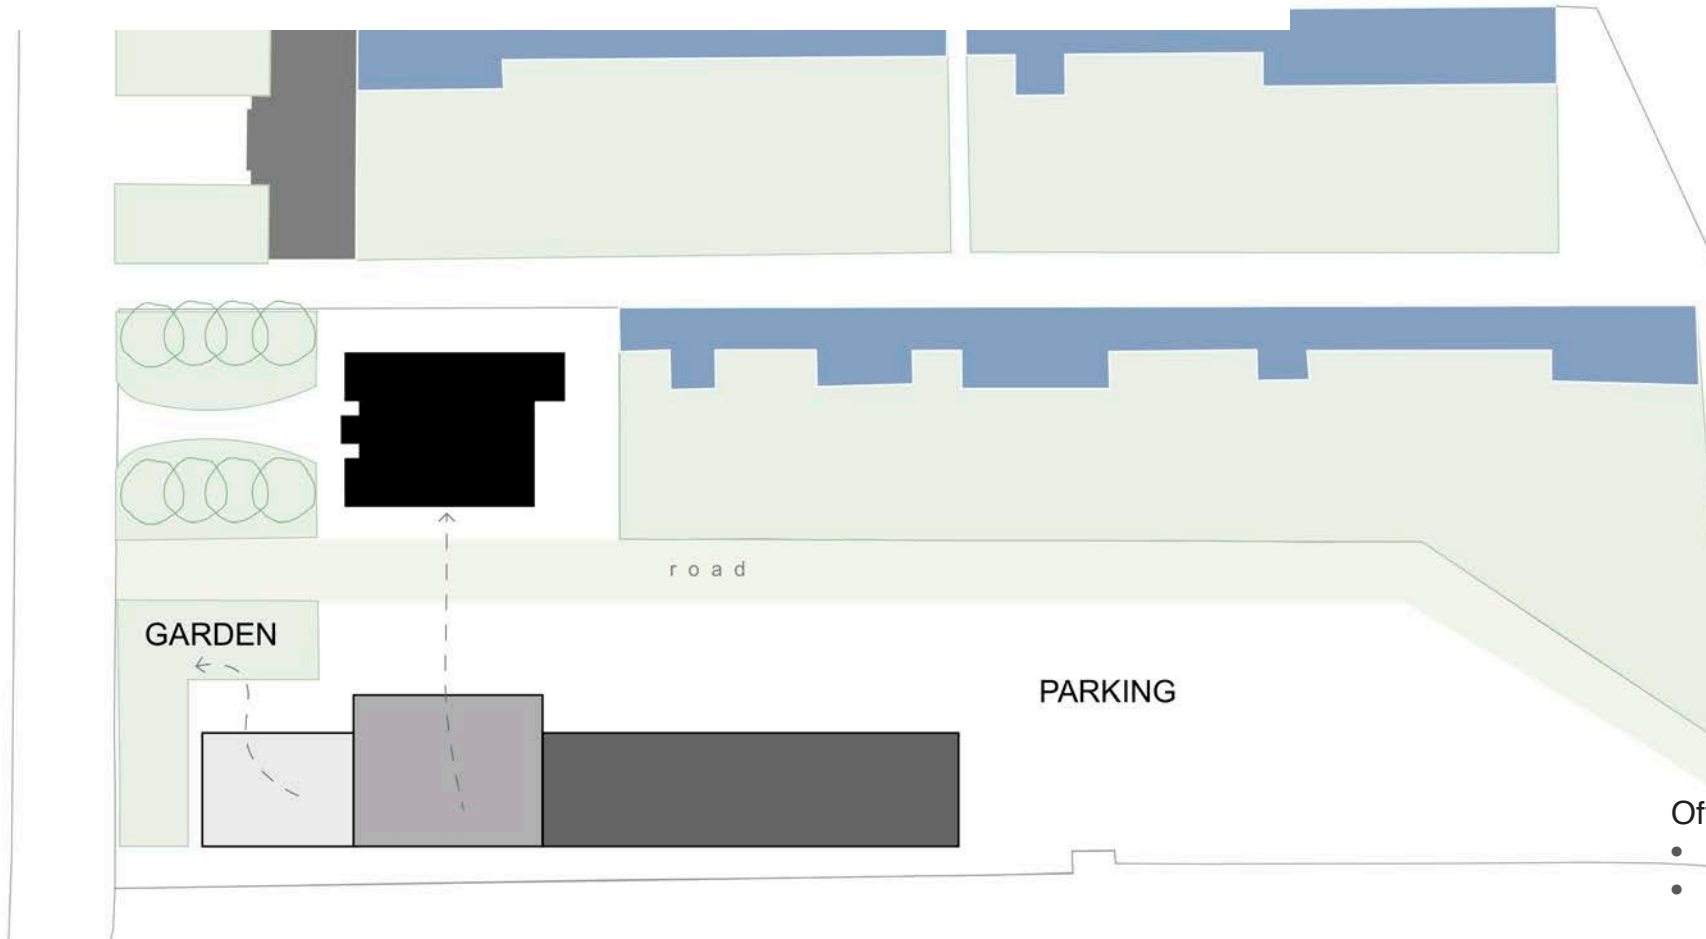 road
GARDEN
PARKING
Of
•
•